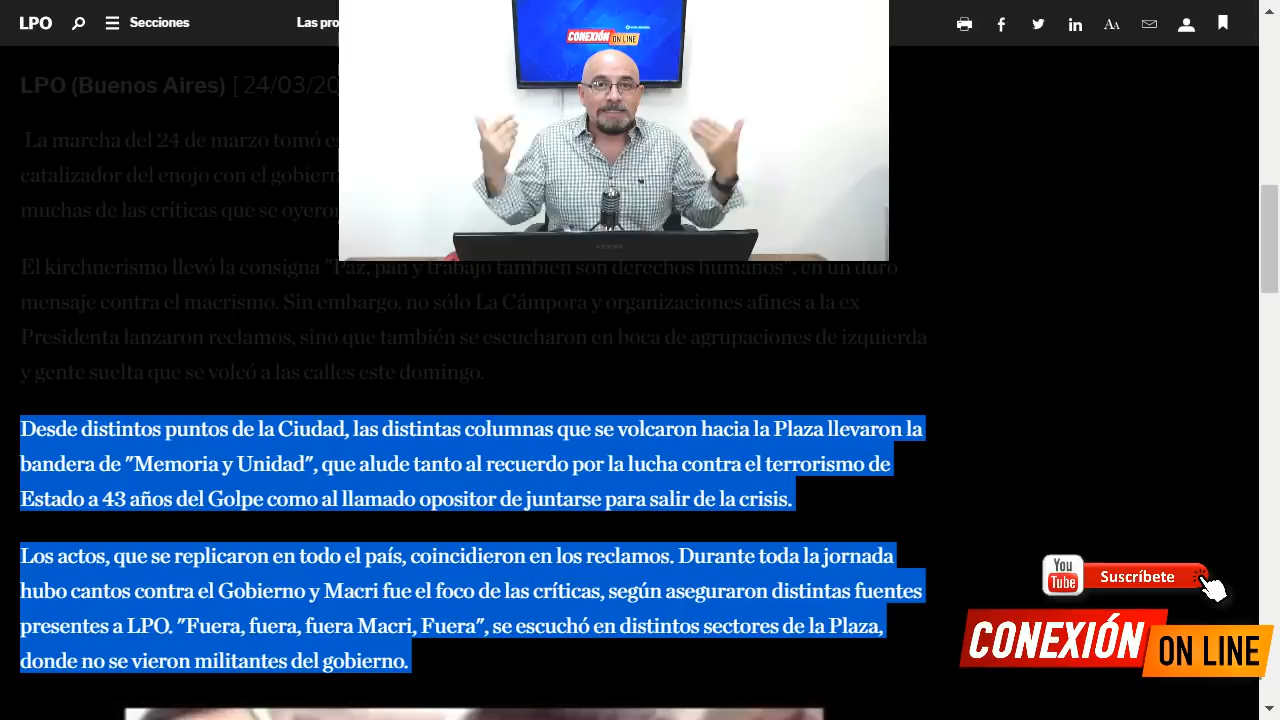 LPO
Secciones
Las pro
AA
CONEXIÓN
ON LINE
LPO (Buenos Aires) [ 24/03/20
La marcha del 24 de marzo tomó e
catalizador del enojo con el gobier
muchas de las críticas que se oyero
El kirchnerismo llevó la consigna "Paz, pan y trabajo también son derechos humanos", en un duro
mensaje contra el macrismo. Sin embargo, no sólo La Cámpora y organizaciones afines a la ex
Presidenta lanzaron reclamos, sino que también se escucharon en boca de agrupaciones de izquierda
y gente suelta que se volcó a las calles este domingo.
Desde distintos puntos de la Ciudad, las distintas columnas que se volcaron hacia la Plaza llevaron la
bandera de "Memoria y Unidad", que alude tanto al recuerdo por la lucha contra el terrorismo de
Estado a 43 años del Golpe como al llamado opositor de juntarse para salir de la crisis.
Los actos, que se replicaron en todo el país, coincidieron en los reclamos. Durante toda la jornada
hubo cantos contra el Gobierno y Macri fue el foco de las críticas, según aseguraron distintas fuentes
presentes a LPO. "Fuera, fuera, fuera Macri, Fuera", se escuchó en distintos sectores de la Plaza,
donde no se vieron militantes del gobierno.
You
Tube
Suscríbete
CONEXIÓN
ON LINE